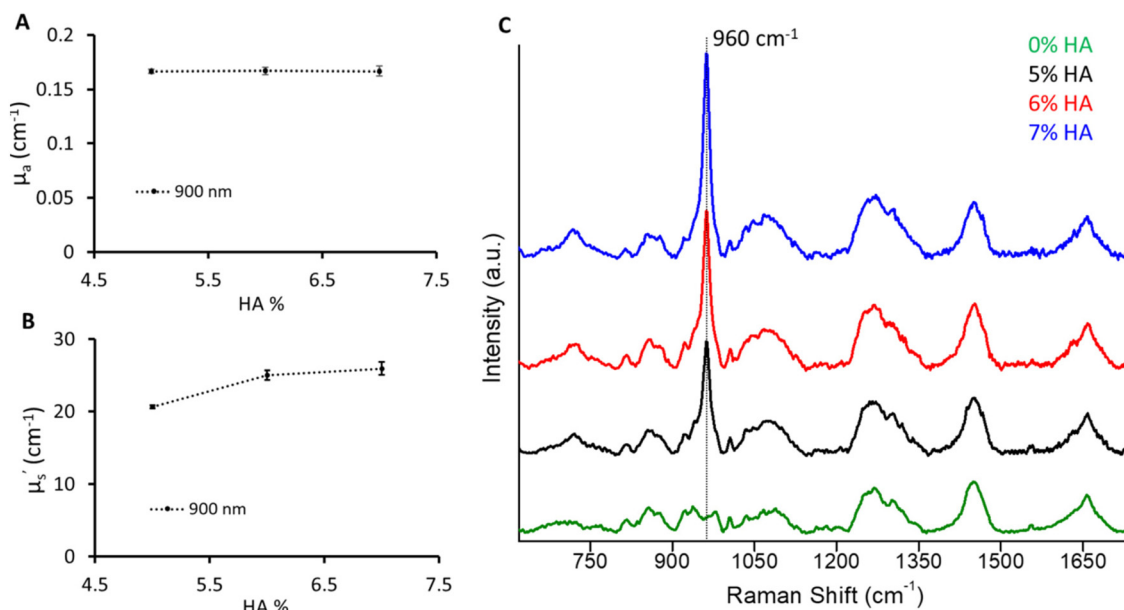 A
0.2
0.15
0.1
0.05
0
μa (cm-1)
900 nm
4.5 5.5 6.5 7.5
HA %
B
30
20
10
0
μs′ (cm-1)
900 nm
4.5 5.5 6.5 7.5
HA %
C
960 cm-1
0% HA
5% HA
6% HA
7% HA
Intensity (a.u.)
750 900 1050 1200 1350 1500 1650
Raman Shift (cm-1)